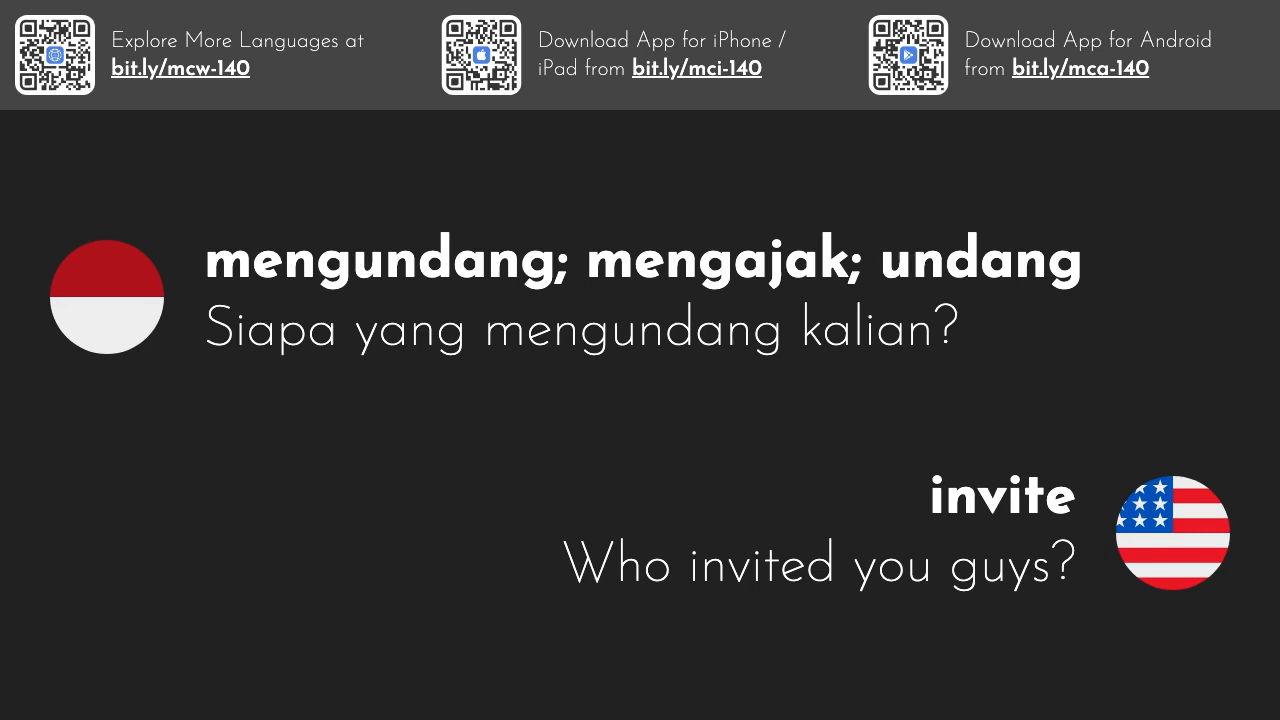 Explore More Languages at
bit.ly/mcw-140
Download App for iPhone /
iPad from bit.ly/mci-140
Download App for Android
from bit.ly/mca-140
mengundang; mengajak; undang
Siapa yang mengundang kalian?
invite
Who invited you guys?